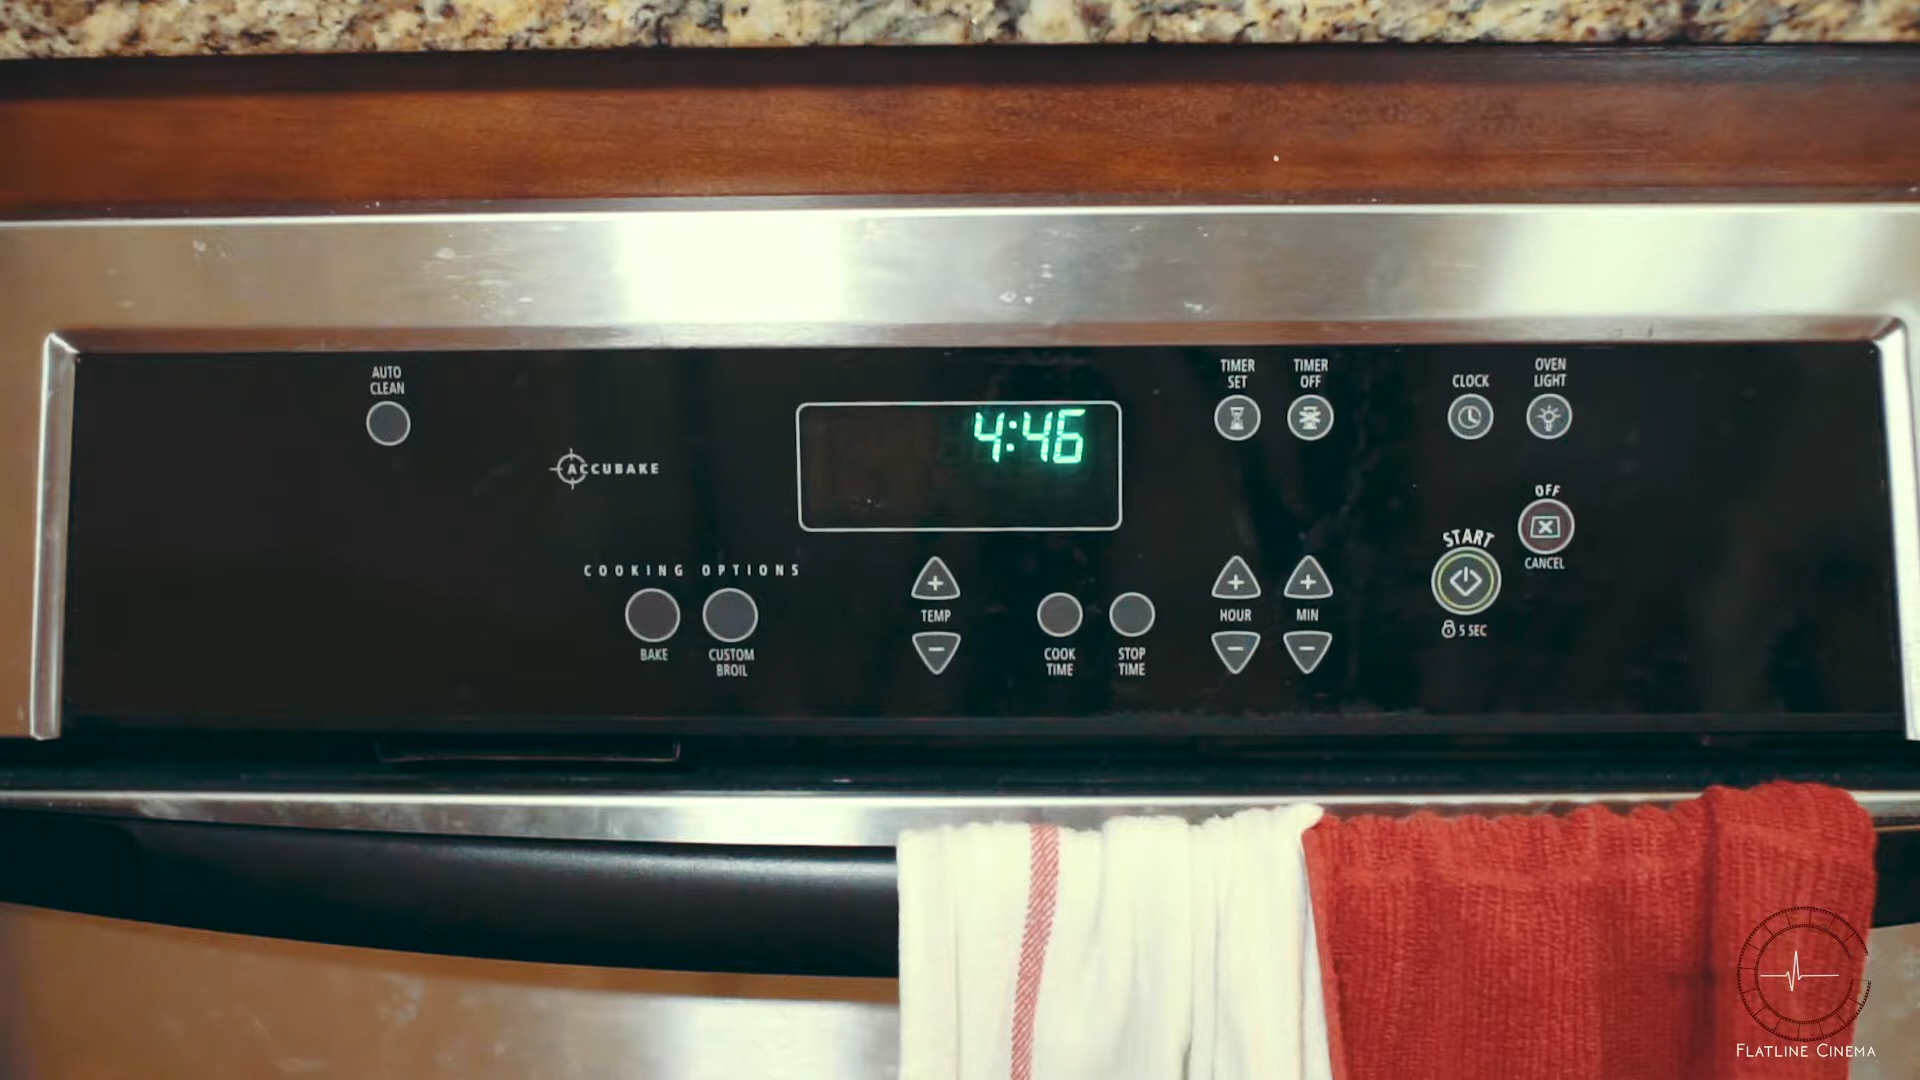 AUTO
CLEAN
ACCUBAKE
4:46
TIMER
SET
TIMER
OFF
CLOCK
OVEN
LIGHT
COOKING OPTIONS
BAKE
CUSTOM
BROIL
TEMP
COOK
TIME
STOP
TIME
HOUR
MIN
START
5 SEC
OFF
CANCEL
FLATLINE CINEMA